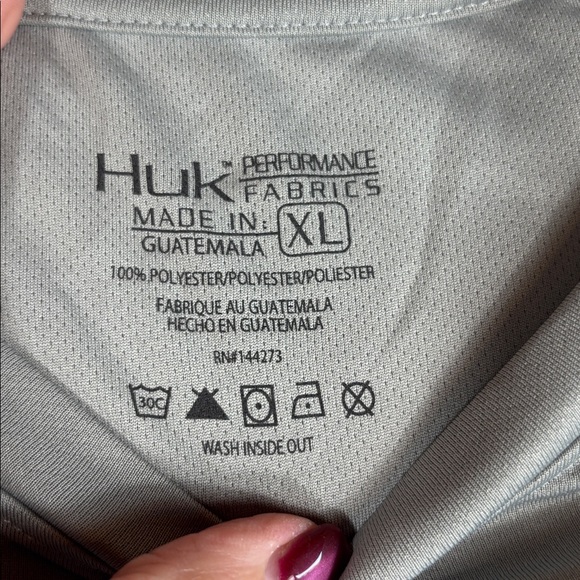 Huk™ PERFORMANCE FABRICS
MADE IN: XL
GUATEMALA
100% POLYESTER/POLYESTER/POLIESTER
FABRIQUE AU GUATEMALA
HECHO EN GUATEMALA
RN#144273
30C
WASH INSIDE OUT